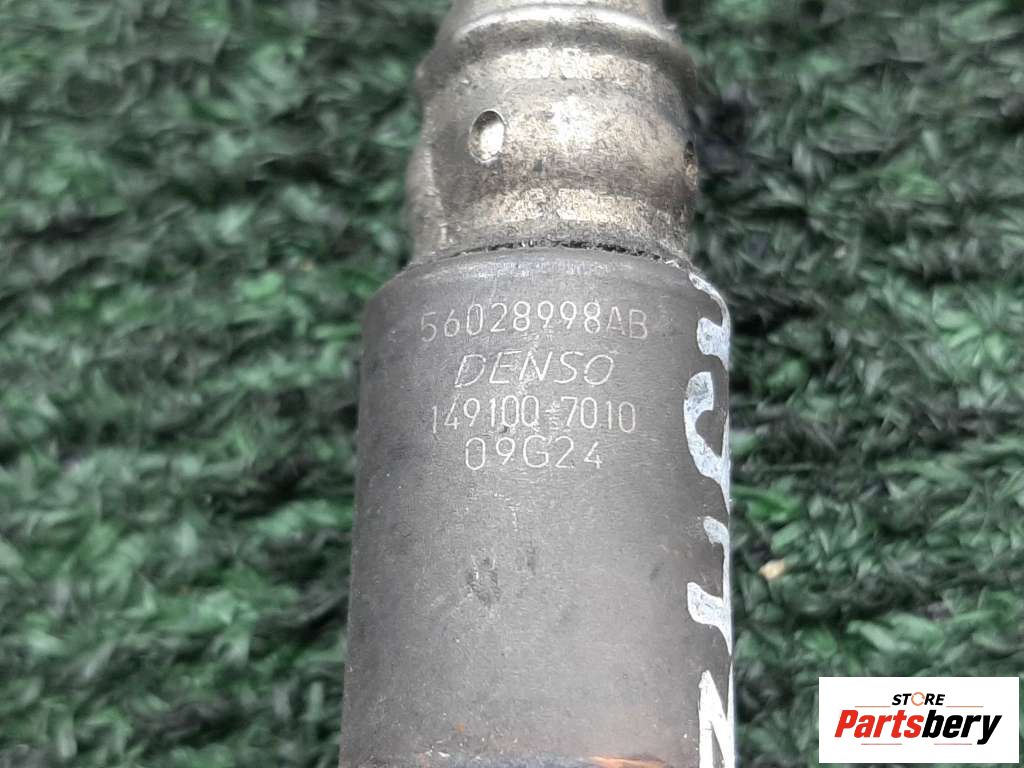 56028998AB
DENSO
149100-7010
09G24
STORE
Partsbery